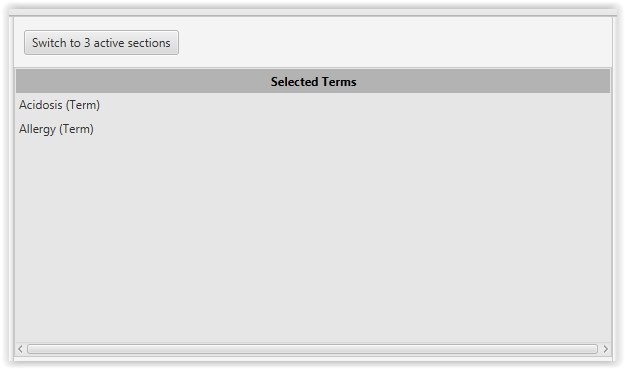 Switch to 3 active sections
Selected Terms
Acidosis (Term)
Allergy (Term)